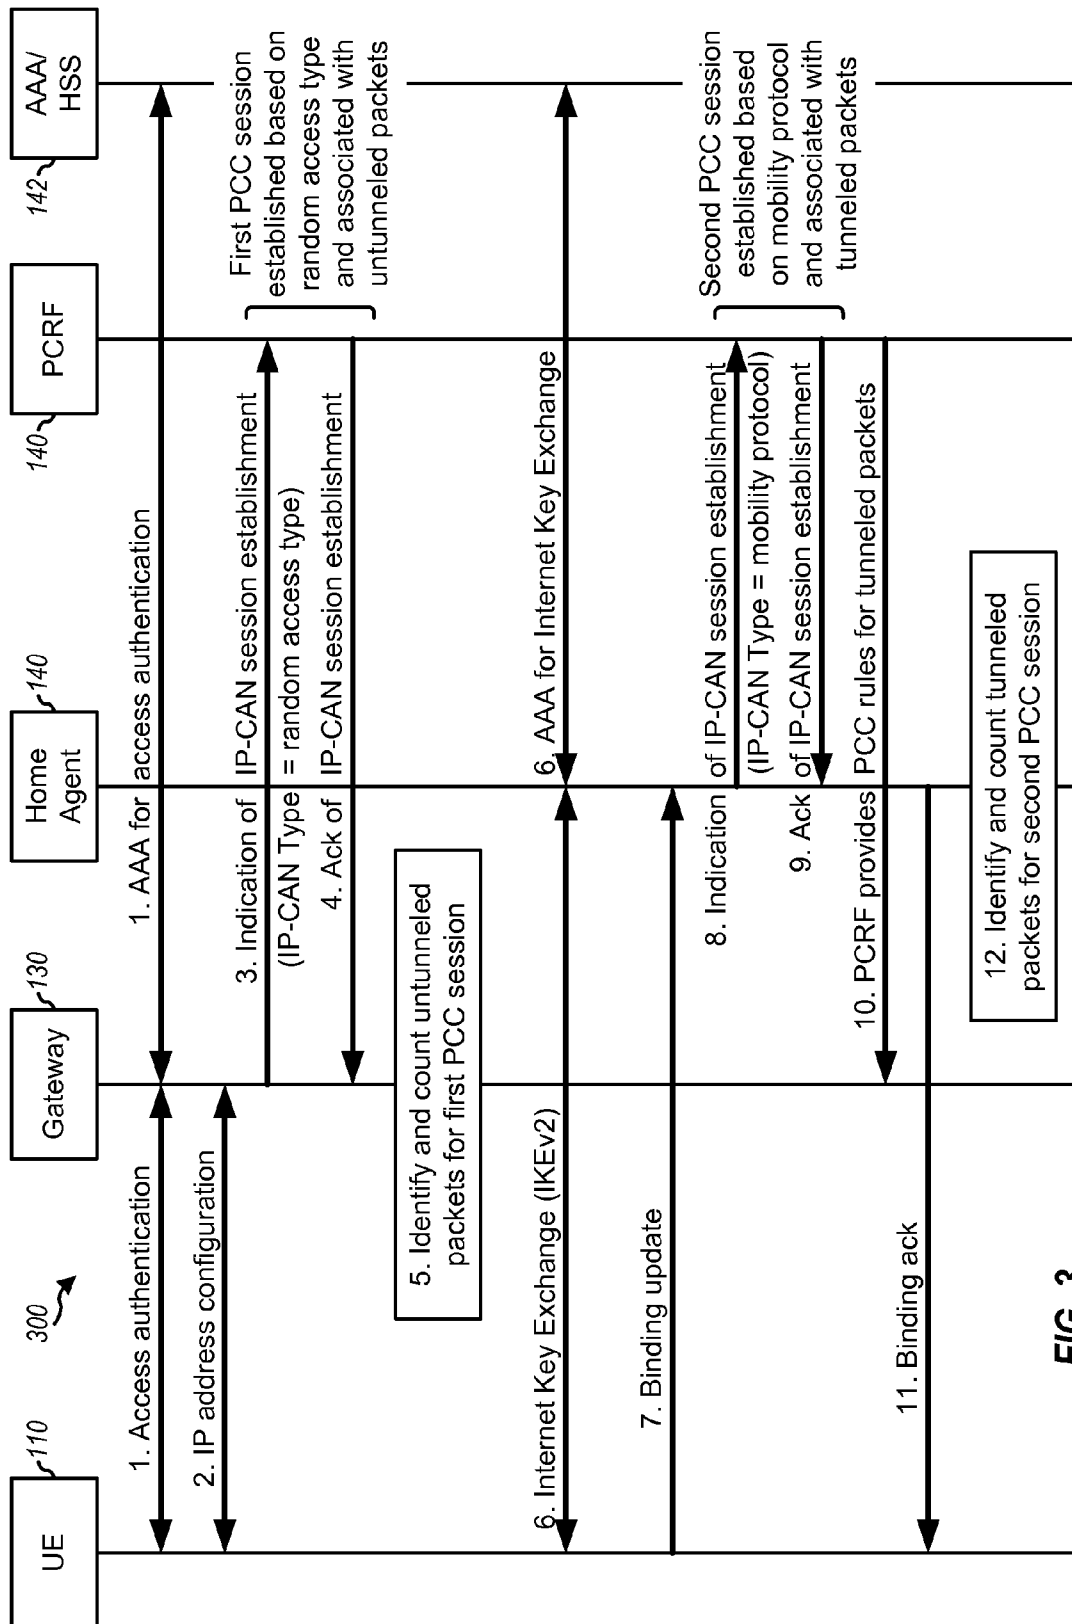 300
UE
110
Gateway
130
Home
Agent
140
PCRF
140
AAA/
HSS
142
1. Access authentication
1. AAA for access authentication
2. IP address configuration
3. Indication of IP-CAN session establishment
(IP-CAN Type = random access type)
4. Ack of IP-CAN session establishment
First PCC session
established based on
random access type
and associated with
untunneled packets
5. Identify and count untunneled
packets for first PCC session
6. Internet Key Exchange (IKEv2)
6. AAA for Internet Key Exchange
7. Binding update
8. Indication of IP-CAN session establishment
(IP-CAN Type = mobility protocol)
9. Ack of IP-CAN session establishment
Second PCC session
established based
on mobility protocol
and associated with
tunneled packets
10. PCRF provides PCC rules for tunneled packets
11. Binding ack
12. Identify and count tunneled
packets for second PCC session
FIG. 3